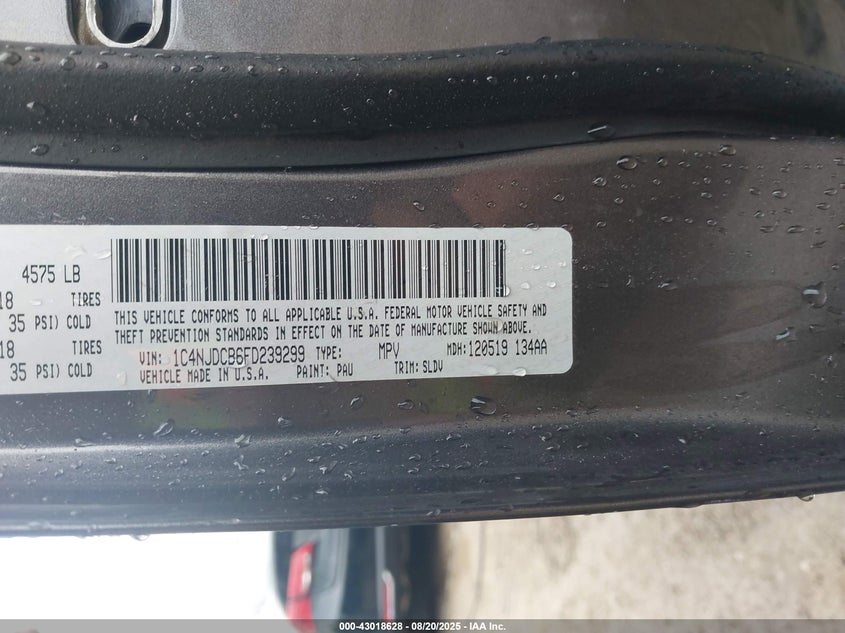 4575 LB
18 TIRES
35 PSI) COLD
18 TIRES
35 PSI) COLD
THIS VEHICLE CONFORMS TO ALL APPLICABLE U.S.A. FEDERAL MOTOR VEHICLE SAFETY AND
THEFT PREVENTION STANDARDS IN EFFECT ON THE DATE OF MANUFACTURE SHOWN ABOVE.
VIN: 1C4NJDCB6FD239299 TYPE: MPV MDH: 120519 134AA
VEHICLE MADE IN U.S.A. PAINT: PAU TRIM: SLDV
000-43018628 - 08/20/2025 - IAA Inc.